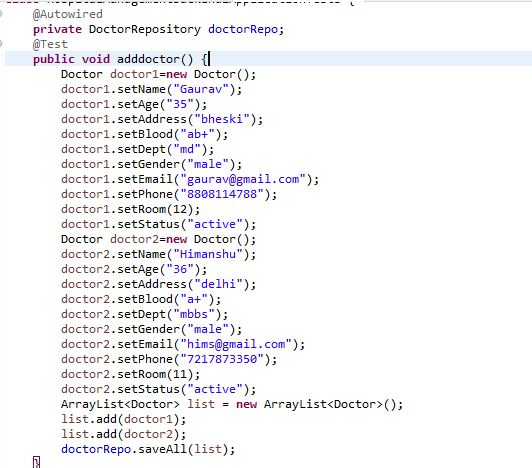 @Autowired
private DoctorRepository doctorRepo;
@Test
public void adddoctor() {
Doctor doctor1=new Doctor();
doctor1.setName("Gaurav");
doctor1.setAge("35");
doctor1.setAddress("bheski");
doctor1.setBlood("ab+");
doctor1.setDept("md");
doctor1.setGender("male");
doctor1.setEmail("gaurav@gmail.com");
doctor1.setPhone("8808114788");
doctor1.setRoom(12);
doctor1.setStatus("active");
Doctor doctor2=new Doctor();
doctor2.setName("Himanshu");
doctor2.setAge("36");
doctor2.setAddress("delhi");
doctor2.setBlood("a+");
doctor2.setDept("mbbs");
doctor2.setGender("male");
doctor2.setEmail("hims@gmail.com");
doctor2.setPhone("7217873350");
doctor2.setRoom(11);
doctor2.setStatus("active");
ArrayList<Doctor> list = new ArrayList<Doctor>();
list.add(doctor1);
list.add(doctor2);
doctorRepo.saveAll(list);
}